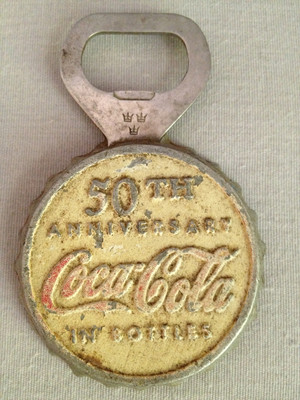 50TH
ANNIVERSARY
Coca-Cola
IN BOTTLES